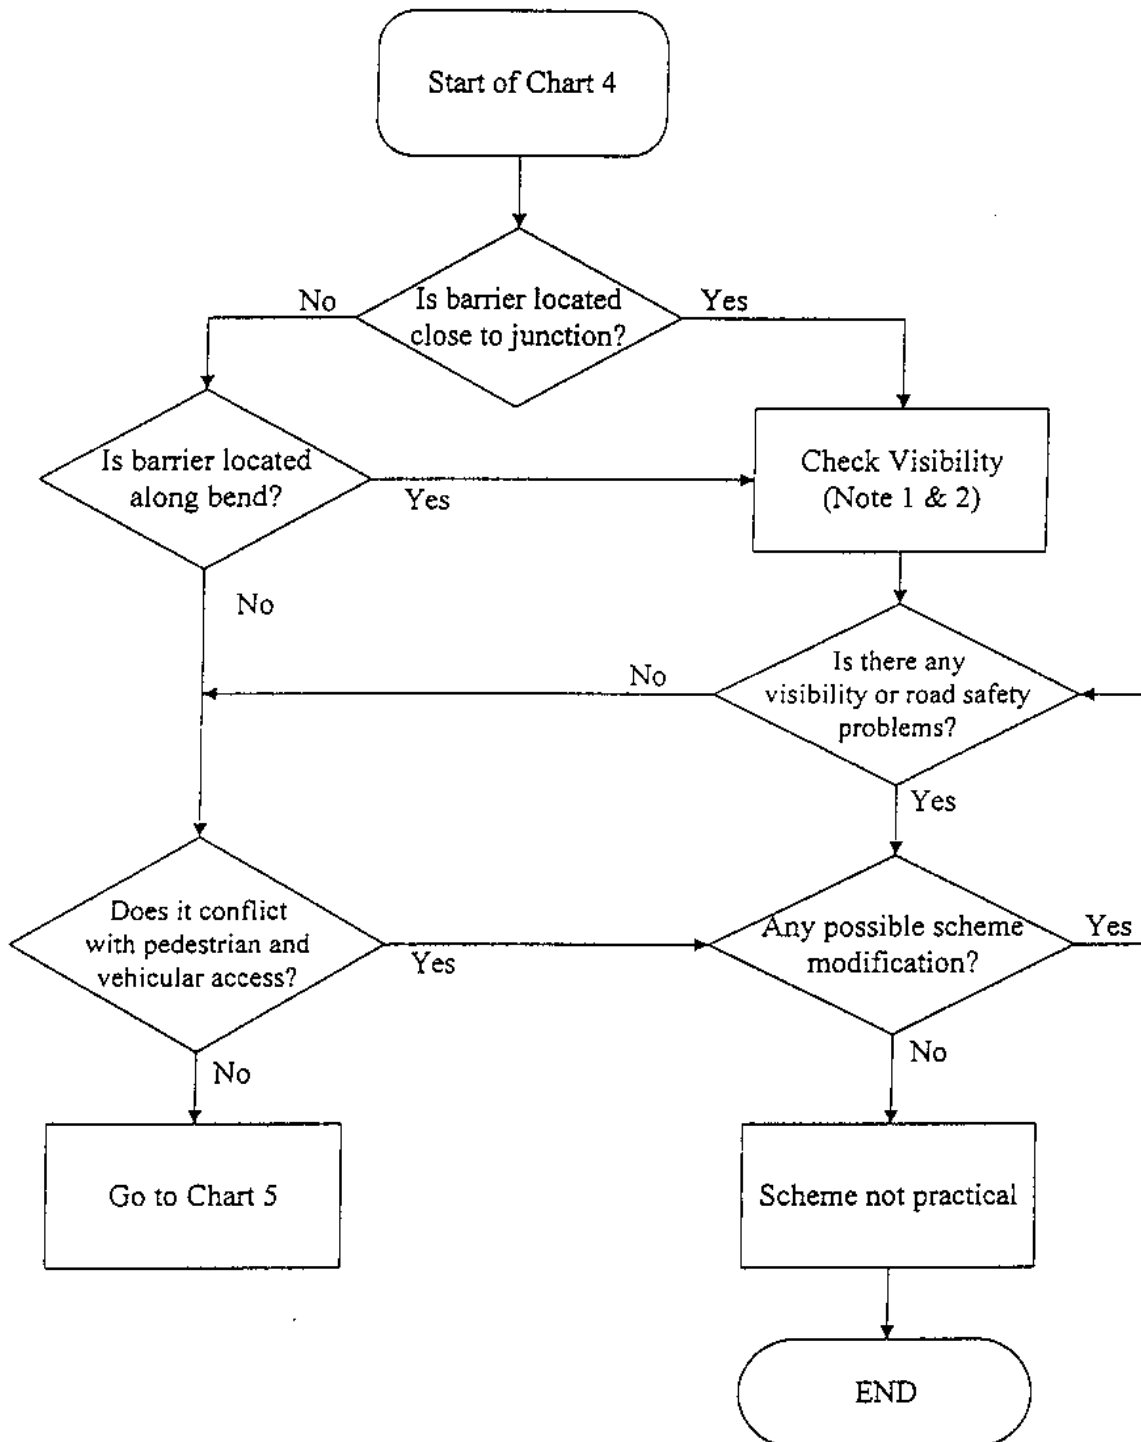 Start of Chart 4
No
Is barrier located
close to junction?
Yes
Is barrier located
along bend?
Yes
Check Visibility
(Note 1 & 2)
No
No
Is there any
visibility or road safety
problems?
Yes
Does it conflict
with pedestrian and
vehicular access?
Yes
Any possible scheme
modification?
Yes
No
No
Go to Chart 5
Scheme not practical
END